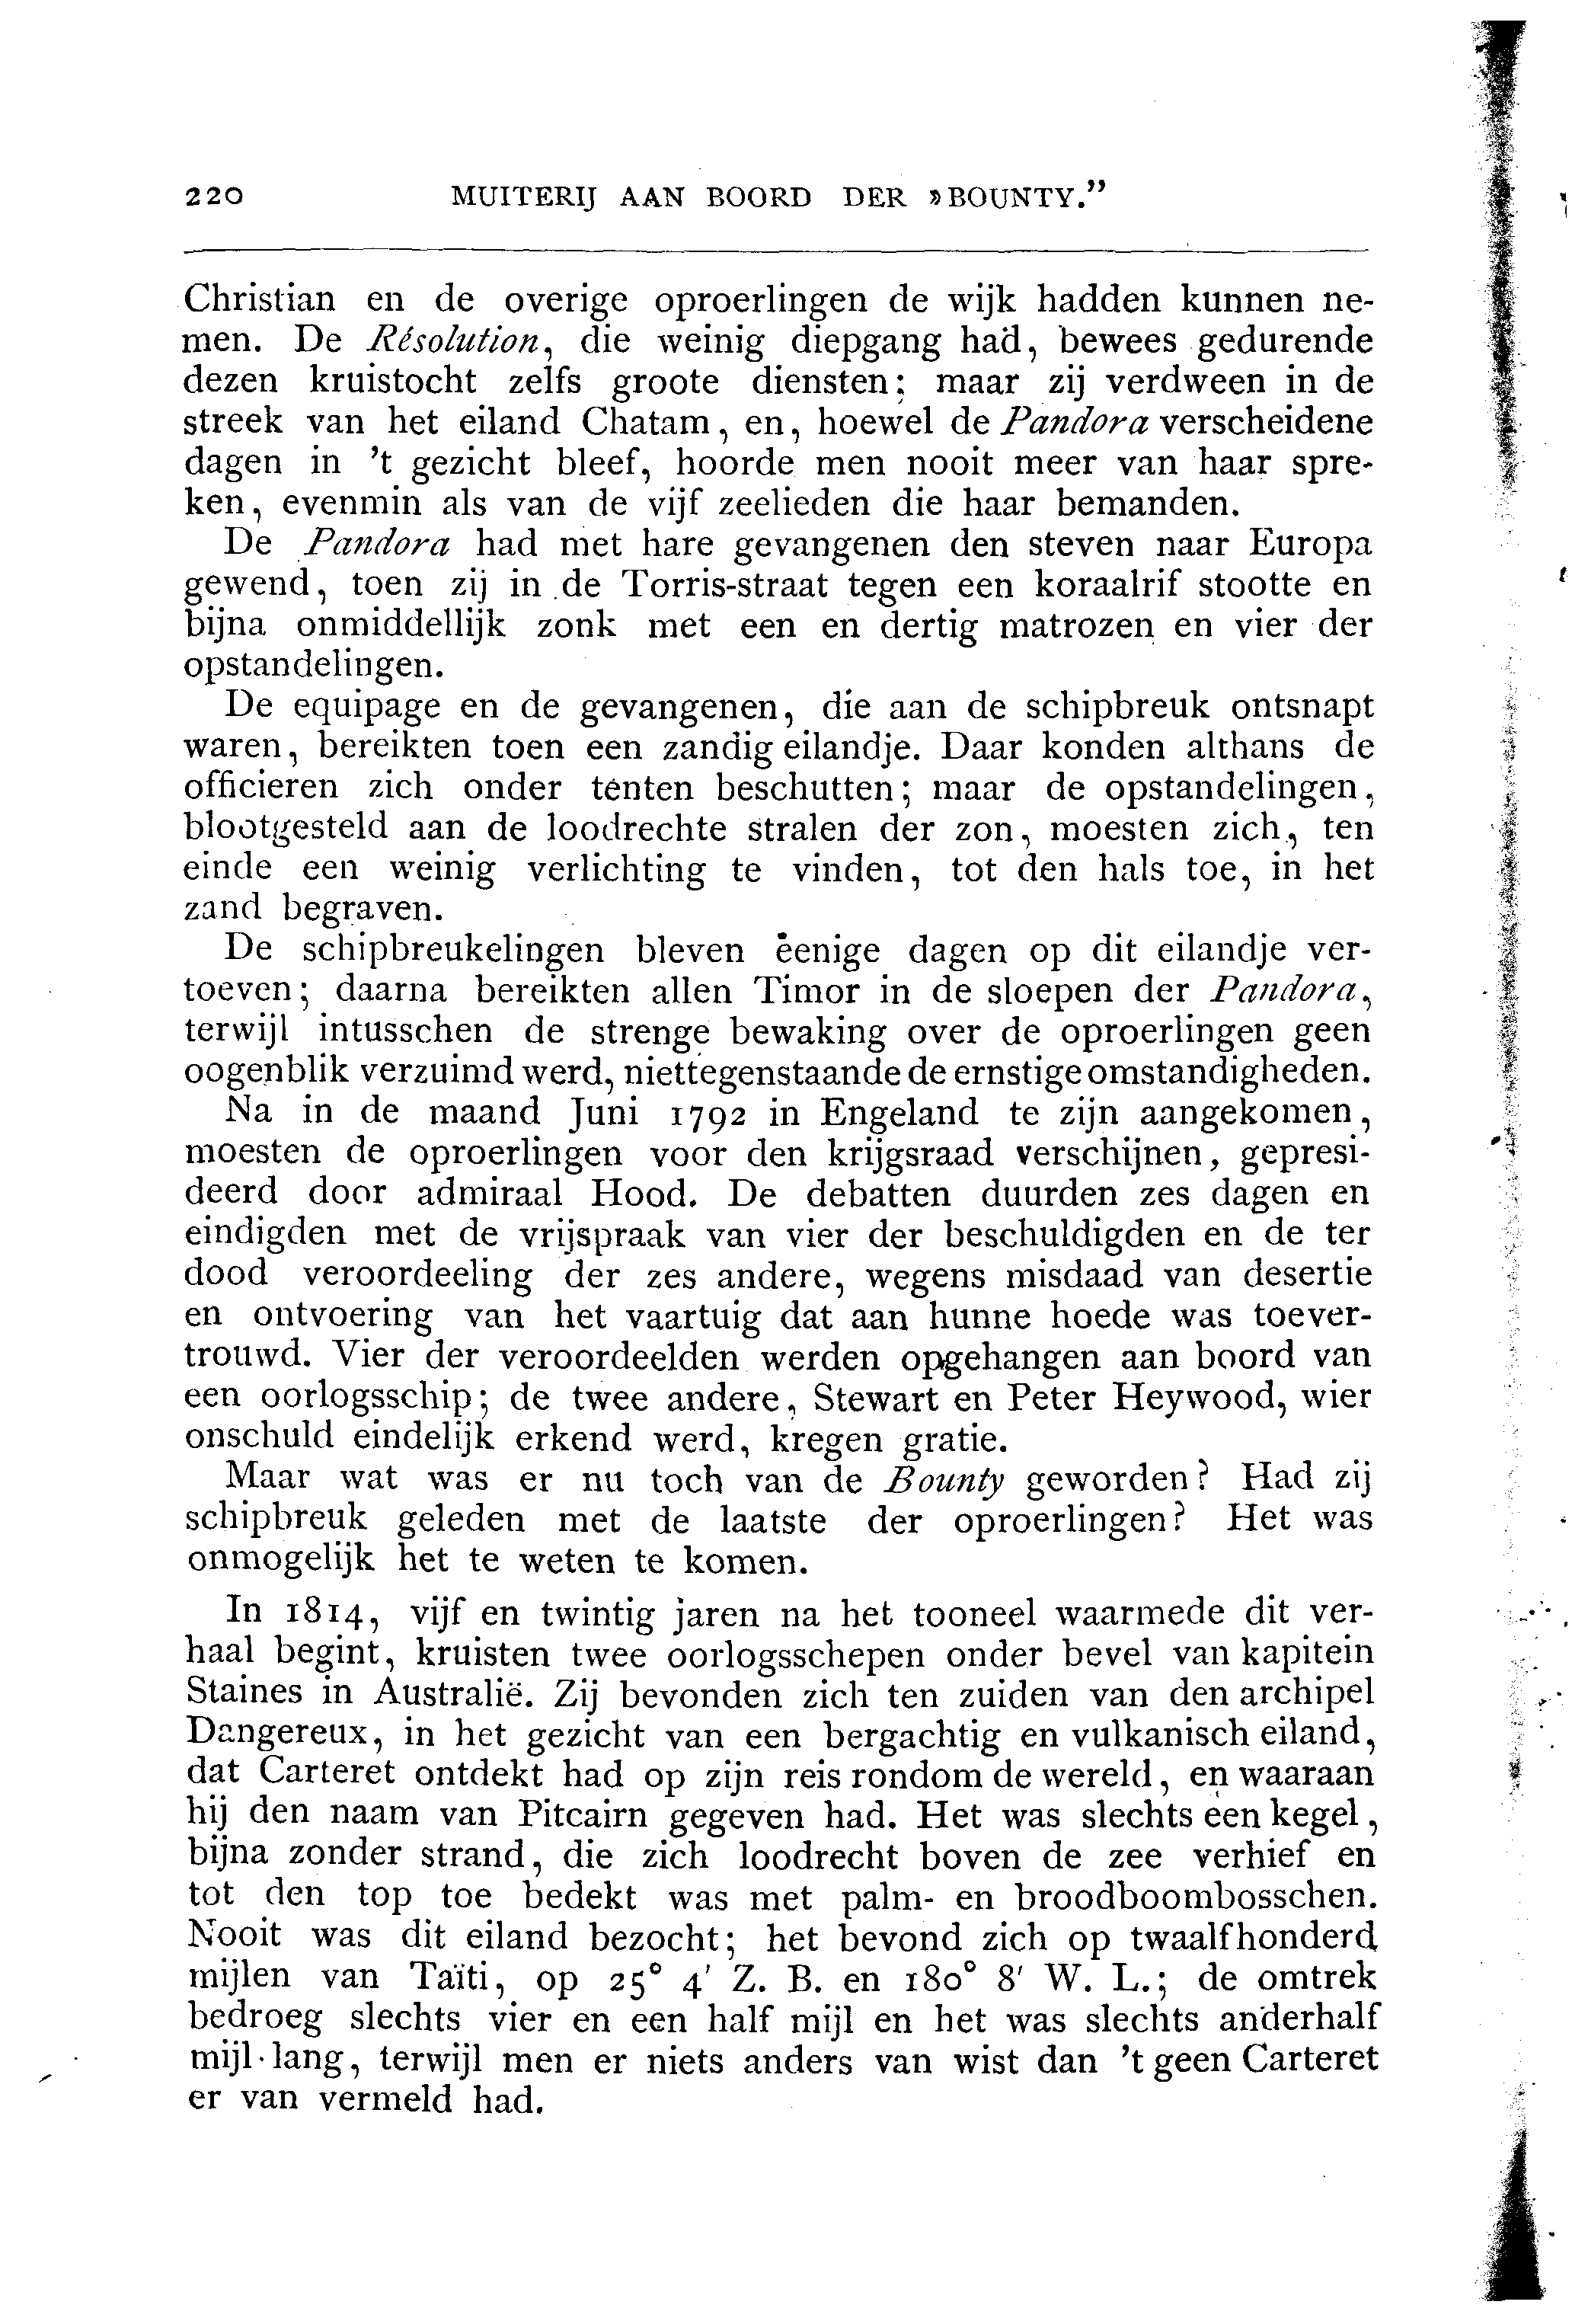 220 MUITERIJ AAN BOORD DER »BOUNTY.”
Christian en de overige oproerlingen de wijk hadden kunnen ne-
men. De Résolution, die weinig diepgang had, bewees gedurende
dezen kruistocht zelfs groote diensten; maar zij verdween in de
streek van het eiland Chatam, en, hoewel de Pandora verscheidene
dagen in 't gezicht bleef, hoorde men nooit meer van haar spre-
ken, evenmin als van de vijf zeelieden die haar bemanden.
De Pandora had met hare gevangenen den steven naar Europa
gewend, toen zij in de Torris-straat tegen een koraalrif stootte en
bijna onmiddellijk zonk met een en dertig matrozen en vier der
opstandelingen.
De equipage en de gevangenen, die aan de schipbreuk ontsnapt
waren, bereikten toen een zandig eilandje. Daar konden althans de
officieren zich onder tenten beschutten; maar de opstandelingen,
blootgesteld aan de loodrechte stralen der zon, moesten zich, ten
einde een weinig verlichting te vinden, tot den hals toe, in het
zand begraven.
De schipbreukelingen bleven eenige dagen op dit eilandje ver-
toeven; daarna bereikten allen Timor in de sloepen der Pandora,
terwijl intusschen de strenge bewaking over de oproerlingen geen
oogenblik verzuimd werd, niettegenstaande de ernstige omstandigheden.
Na in de maand Juni 1792 in Engeland te zijn aangekomen,
moesten de oproerlingen voor den krijgsraad verschijnen, gepresi-
deerd door admiraal Hood. De debatten duurden zes dagen en
eindigden met de vrijspraak van vier der beschuldigden en de ter
dood veroordeeling der zes andere, wegens misdaad van desertie
en ontvoering van het vaartuig dat aan hunne hoede was toever-
trouwd. Vier der veroordeelden werden opgehangen aan boord van
een oorlogsschip; de twee andere, Stewart en Peter Heywood, wier
onschuld eindelijk erkend werd, kregen gratie.
Maar wat was er nu toch van de Bounty geworden? Had zij
schipbreuk geleden met de laatste der oproerlingen? Het was
onmogelijk het te weten te komen.
In 1814, vijf en twintig jaren na het tooneel waarmede dit ver-
haal begint, kruisten twee oorlogsschepen onder bevel van kapitein
Staines in Australië. Zij bevonden zich ten zuiden van den archipel
Dangereux, in het gezicht van een bergachtig en vulkanisch eiland,
dat Carteret ontdekt had op zijn reis rondom de wereld, en waaraan
hij den naam van Pitcairn gegeven had. Het was slechts een kegel,
bijna zonder strand, die zich loodrecht boven de zee verhief en
tot den top toe bedekt was met palm- en broodboombosschen.
Nooit was dit eiland bezocht; het bevond zich op twaalfhonderd
mijlen van Taïti, op 25° 4' Z. B. en 180° 8' W. L.; de omtrek
bedroeg slechts vier en een half mijl en het was slechts anderhalf
mijl lang, terwijl men er niets anders van wist dan 't geen Carteret
er van vermeld had.